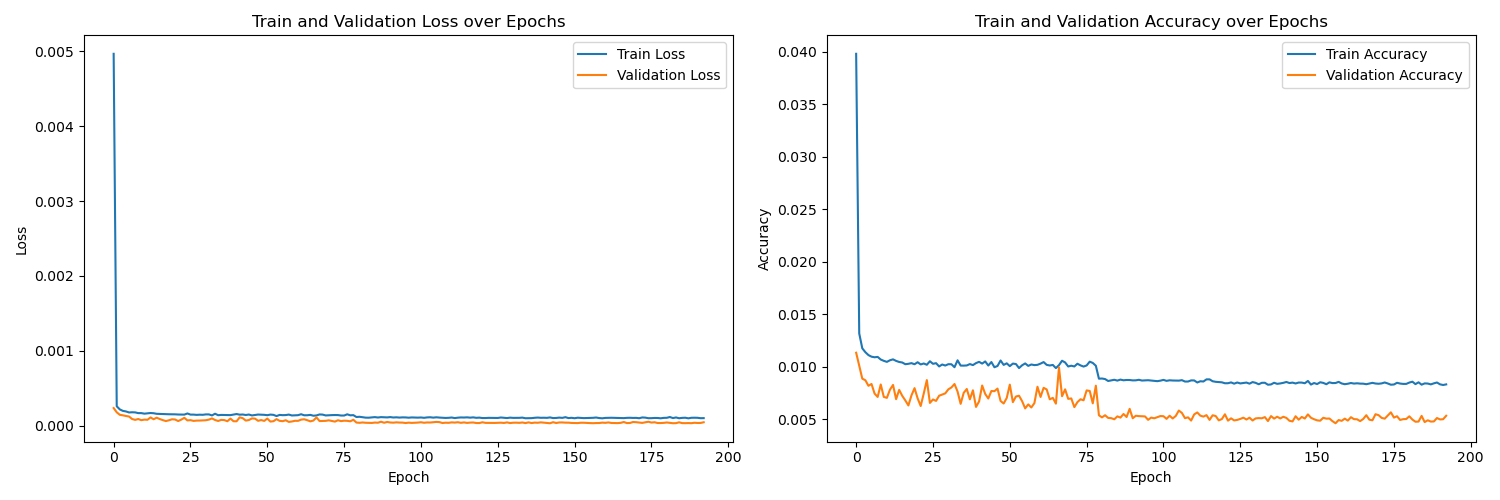 Train and Validation Loss over Epochs
Train Loss
Validation Loss
0.005
0.004
0.003
0.002
0.001
0.000
Loss
0 25 50 75 100 125 150 175 200
Epoch
Train and Validation Accuracy over Epochs
Train Accuracy
Validation Accuracy
0.040
0.035
0.030
0.025
0.020
0.015
0.010
0.005
Accuracy
0 25 50 75 100 125 150 175 200
Epoch